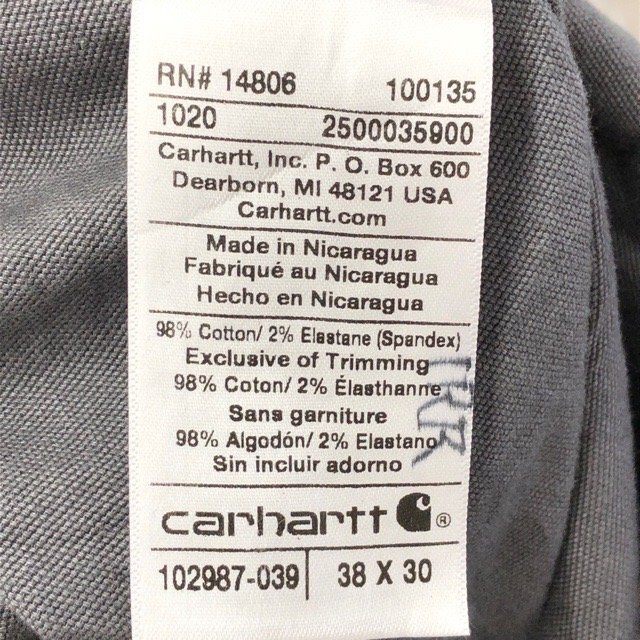 RN# 14806 100135
1020 2500035900
Carhartt, Inc. P. O. Box 600
Dearborn, MI 48121 USA
Carhartt.com
Made in Nicaragua
Fabriqué au Nicaragua
Hecho en Nicaragua
98% Cotton/ 2% Elastane (Spandex)
Exclusive of Trimming
98% Coton/ 2% Élasthanne
Sans garniture
98% Algodón/ 2% Elastano
Sin incluir adorno
carhartt ®
102987-039 38 X 30